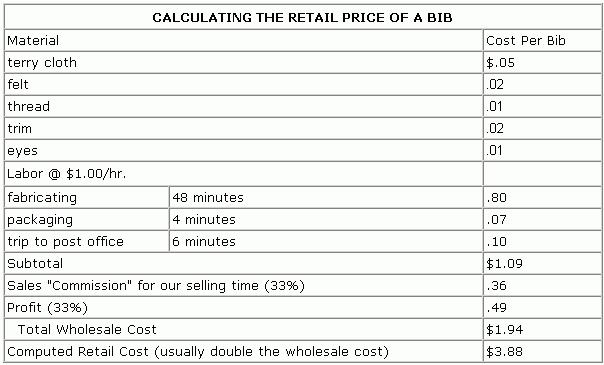 CALCULATING THE RETAIL PRICE OF A BIB
Material Cost Per Bib
terry cloth $.05
felt .02
thread .01
trim .02
eyes .01
Labor @ $1.00/hr.
fabricating 48 minutes .80
packaging 4 minutes .07
trip to post office 6 minutes .10
Subtotal $1.09
Sales "Commission" for our selling time (33%) .36
Profit (33%) .49
Total Wholesale Cost $1.94
Computed Retail Cost (usually double the wholesale cost) $3.88